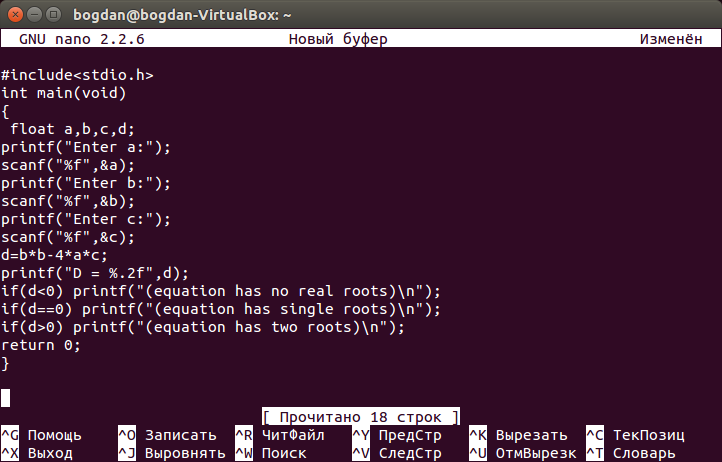 bogdan@bogdan-VirtualBox: ~
GNU nano 2.2.6 Новый буфер Изменён
#include<stdio.h>
int main(void)
{
 float a,b,c,d;
printf("Enter a:");
scanf("%f",&a);
printf("Enter b:");
scanf("%f",&b);
printf("Enter c:");
scanf("%f",&c);
d=b*b-4*a*c;
printf("D = %.2f",d);
if(d<0) printf("(equation has no real roots)\n");
if(d==0) printf("(equation has single roots)\n");
if(d>0) printf("(equation has two roots)\n");
return 0;
}
[ Прочитано 18 строк ]
^G Помощь ^O Записать ^R ЧитФайл ^Y ПредСтр ^K Вырезать ^C ТекПозиц
^X Выход ^J Выровнять ^W Поиск ^V СледСтр ^U ОтмВырезк ^T Словарь